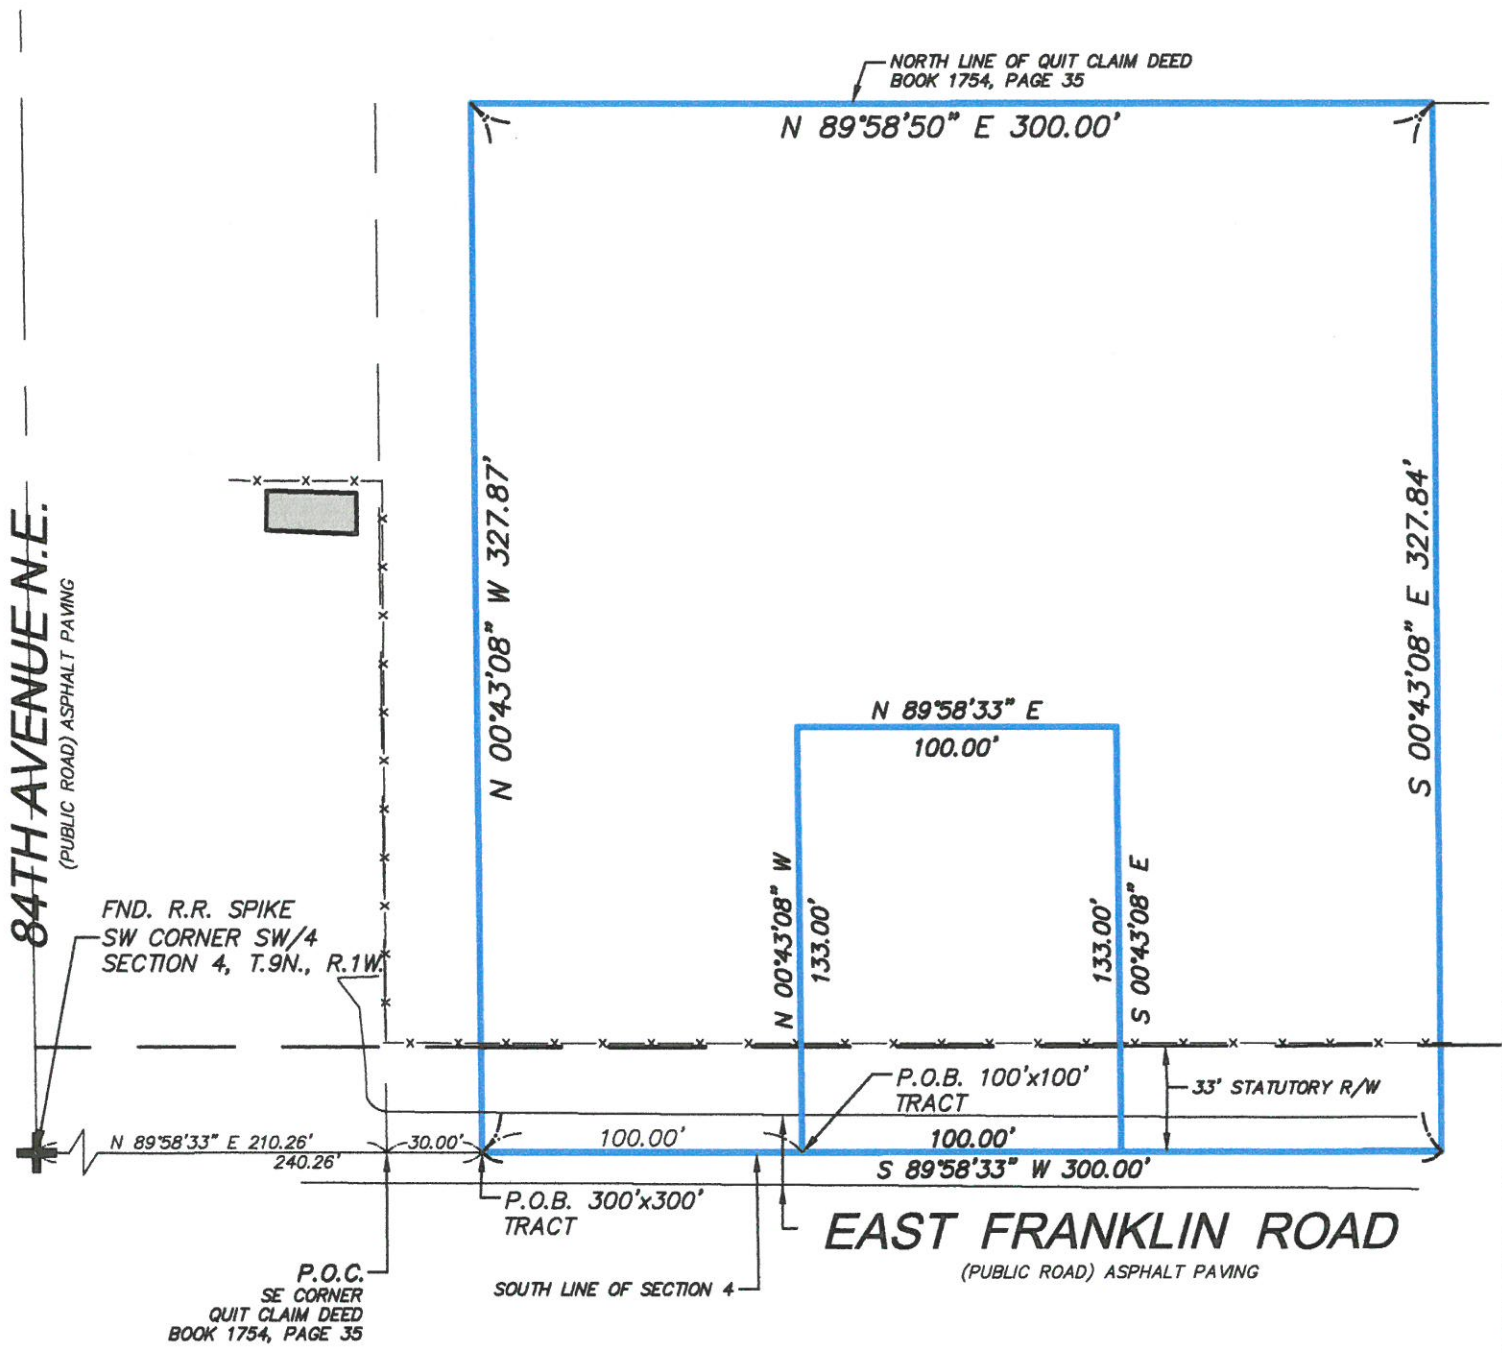 NORTH LINE OF QUIT CLAIM DEED
BOOK 1754, PAGE 35
N 89°58'50" E 300.00'
N 00°43'08" W 327.87'
S 00°43'08" E 327.84'
84TH AVENUE N.E.
(PUBLIC ROAD) ASPHALT PAVING
N 89°58'33" E
100.00'
N 00°43'08" W
133.00'
133.00'
S 00°43'08" E
FND. R.R. SPIKE
SW CORNER SW/4
SECTION 4, T.9N., R.1W.
P.O.B. 100'x100'
TRACT
33' STATUTORY R/W
N 89°58'33" E 210.26'
240.26'
30.00'
100.00'
100.00'
S 89°58'33" W 300.00'
P.O.B. 300'x300'
TRACT
EAST FRANKLIN ROAD
(PUBLIC ROAD) ASPHALT PAVING
P.O.C.
SE CORNER
QUIT CLAIM DEED
BOOK 1754, PAGE 35
SOUTH LINE OF SECTION 4